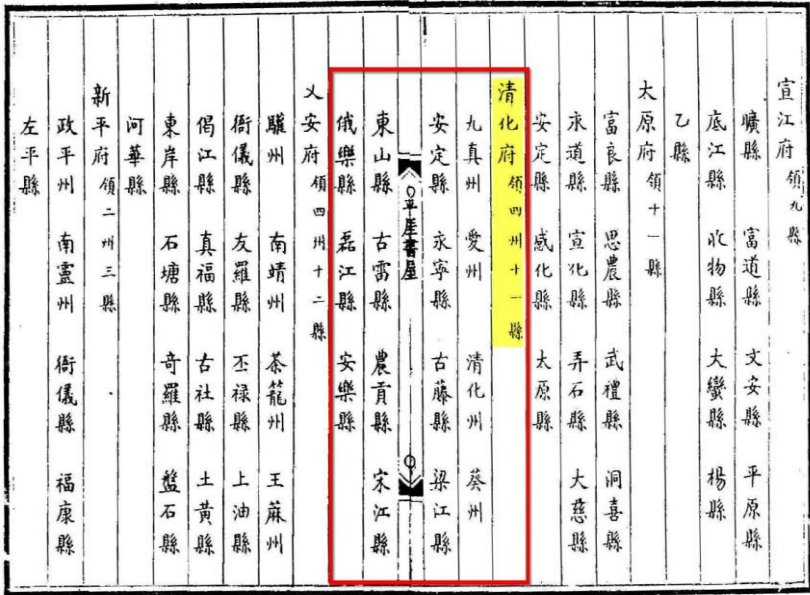 宣江府 領九縣
曠縣 富道縣 文安縣 平原縣
底江縣 收物縣 大蠻縣 楊縣
乙縣
太原府 領十一縣
富良縣 思農縣 武禮縣 洞喜縣
永道縣 宣化縣 弄石縣 大慈縣
安定縣 感化縣 太原縣
清化府 領四州十一縣
九真州 愛州 清化州 葵州
安定縣 永寧縣 古藤縣 梁江縣
平厓書屋
東山縣 古雷縣 農貢縣 宋江縣
俄樂縣 磊江縣 安樂縣
乂安府 領四州十二縣
驩州 南靖州 茶籠州 王蔴州
衙儀縣 友羅縣 丕祿縣 上油縣
偈江縣 真福縣 古社縣 土黃縣
東岸縣 石塘縣 奇羅縣 盤石縣
河華縣
新平府 領二州三縣
政平州 南靈州 衙儀縣 福康縣
左平縣